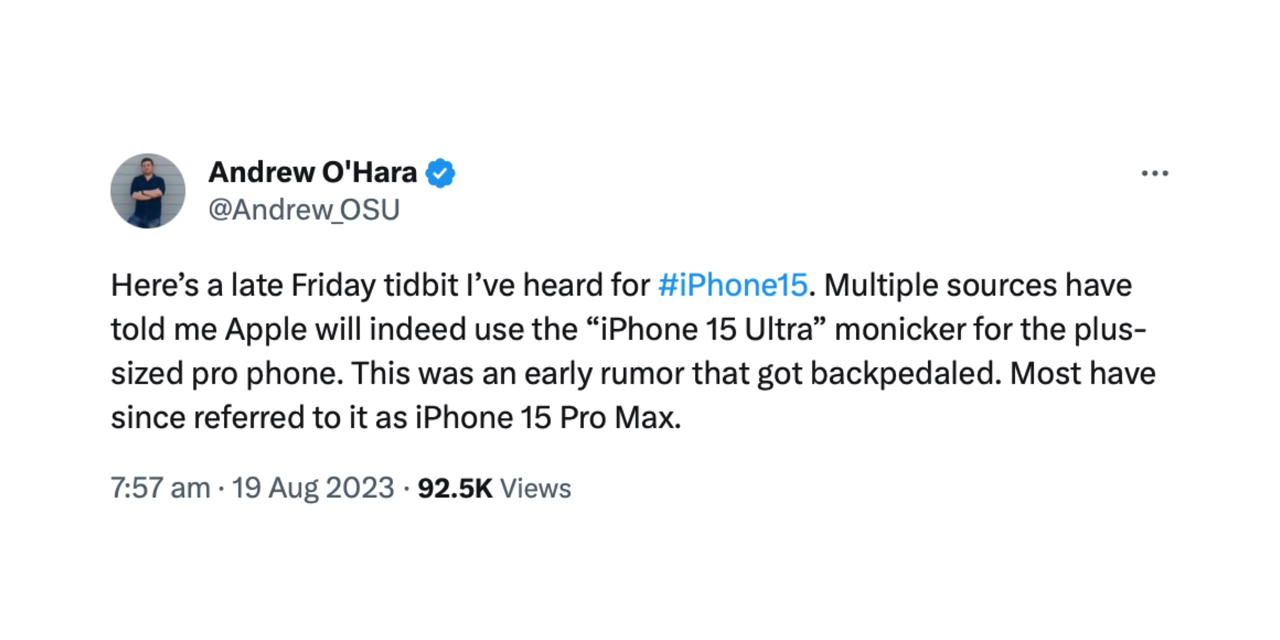 Andrew O'Hara
@Andrew_OSU
Here’s a late Friday tidbit I’ve heard for #iPhone15. Multiple sources have
told me Apple will indeed use the “iPhone 15 Ultra” monicker for the plus-
sized pro phone. This was an early rumor that got backpedaled. Most have
since referred to it as iPhone 15 Pro Max.
7:57 am · 19 Aug 2023 · 92.5K Views